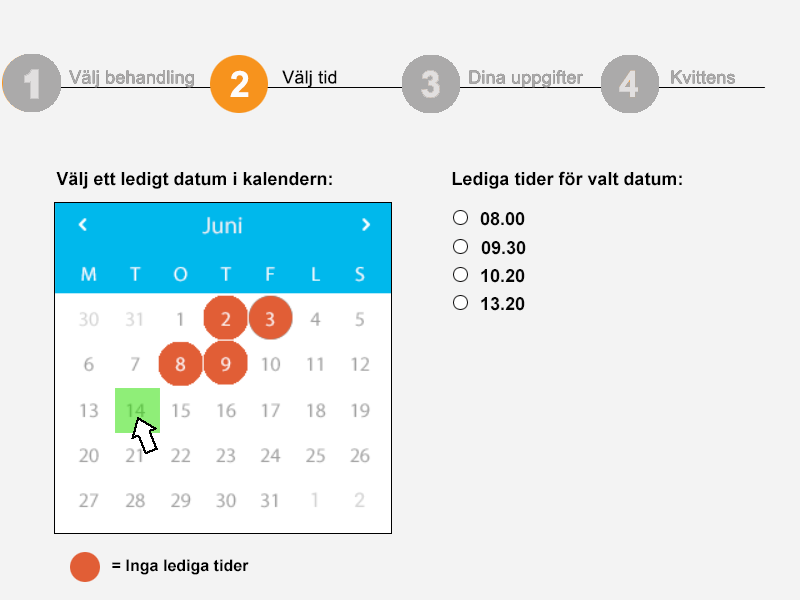 1 Välj behandling 2 Välj tid 3 Dina uppgifter 4 Kvittens
Välj ett ledigt datum i kalendern:
< Juni >
M T O T F L S
30 31 1 2 3 4 5
6 7 8 9 10 11 12
13 14 15 16 17 18 19
20 21 22 23 24 25 26
27 28 29 30 31 1 2
= Inga lediga tider
Lediga tider för valt datum:
08.00
09.30
10.20
13.20